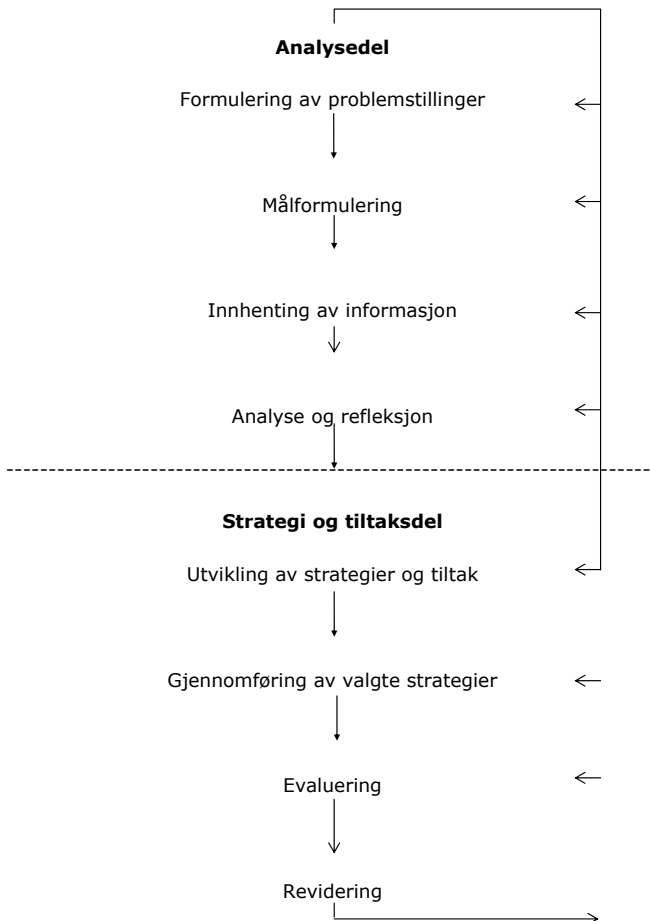 Analysedel
Formulering av problemstillinger
Målformulering
Innhenting av informasjon
Analyse og refleksjon
Strategi og tiltaksdel
Utvikling av strategier og tiltak
Gjennomføring av valgte strategier
Evaluering
Revidering